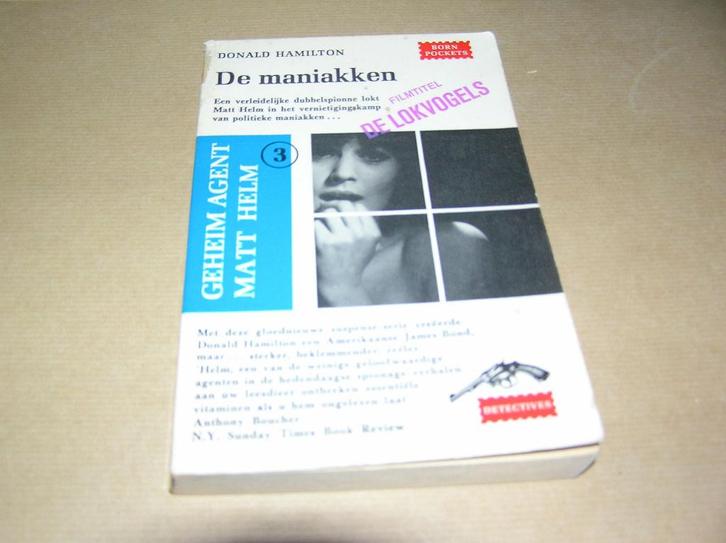 DONALD HAMILTON
BORN
POCKETS
De maniakken
Een verleidelijke dubbelspionne lokt
Matt Helm in het vernietigingskamp
van politieke maniakken...
FILMTITEL
DE LOKVOGELS
3
GEHEIM AGENT
MATT HELM
Met deze gloednieuwe suspense-serie
Donald Hamilton een Amerikaanse James Bond,
maar... sterker, beklemmender, reëler
'Helm, een van de weinige geloofwaardige
agenten in de hedendaagse spionage verhalen
aan uw leesdieet ontbreken essentiële
vitaminen als u hem ongelezen laat
Anthony Boucher
N.Y. Sunday Times Book Review
DETECTIVES